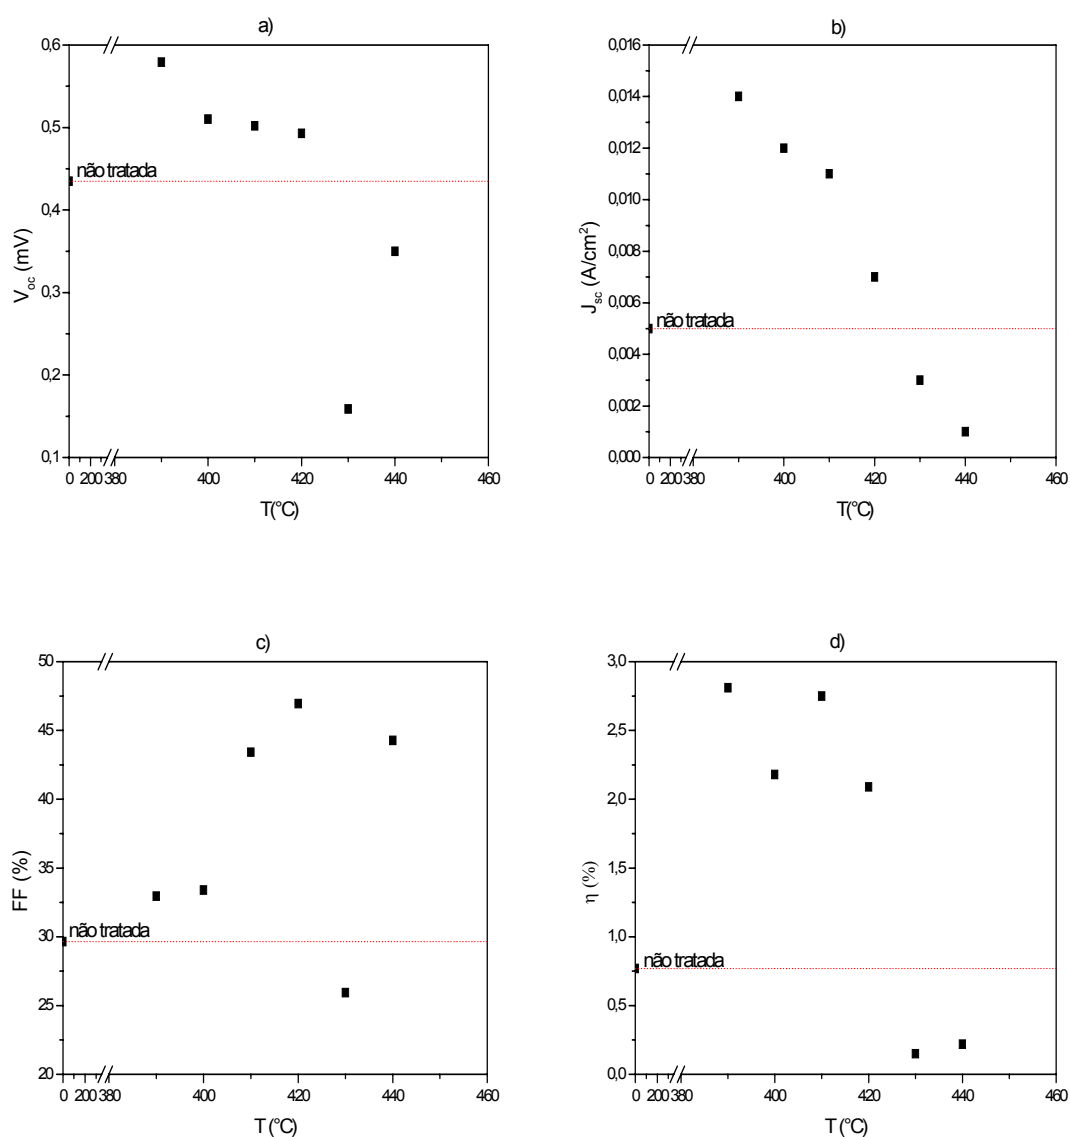 a)
0,6
0,5
0,4
0,3
0,2
0,1
não tratada
V_oc (mV)
0 200 380 400 420 440 460
T(°C)
b)
0,016
0,014
0,012
0,010
0,008
0,006
0,004
0,002
0,000
não tratada
J_sc (A/cm²)
0 200 380 400 420 440 460
T(°C)
c)
50
45
40
35
30
25
20
não tratada
FF (%)
0 200 380 400 420 440 460
T (°C)
d)
3,0
2,5
2,0
1,5
1,0
0,5
0,0
não tratada
η (%)
0 200 380 400 420 440 460
T (°C)